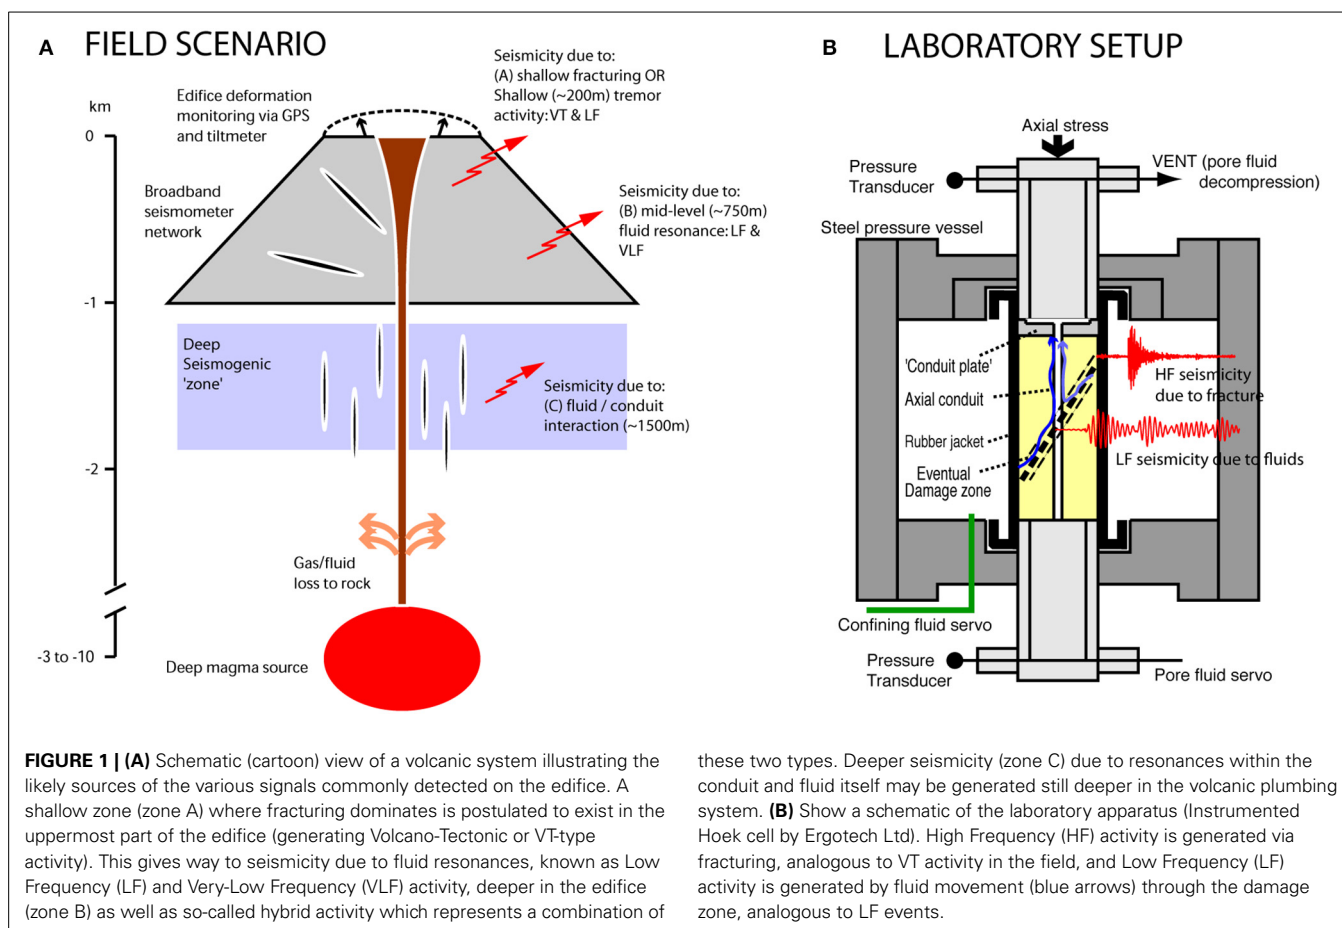 A FIELD SCENARIO
km
0
-1
-2
-3 to -10
Edifice deformation
monitoring via GPS
and tiltmeter
Seismicity due to:
(A) shallow fracturing OR
Shallow (~200m) tremor
activity: VT & LF
Broadband
seismometer
network
Seismicity due to:
(B) mid-level (~750m)
fluid resonance: LF &
VLF
Deep
Seismogenic
'zone'
Seismicity due to:
(C) fluid / conduit
interaction (~1500m)
Gas/fluid
loss to rock
Deep magma source
B LABORATORY SETUP
Axial stress
Pressure
Transducer
VENT (pore fluid
decompression)
Steel pressure vessel
'Conduit plate'
Axial conduit
Rubber jacket
Eventual
Damage zone
HF seismicity
due to fracture
LF seismicity due to fluids
Confining fluid servo
Pressure
Transducer
Pore fluid servo
FIGURE 1 | (A) Schematic (cartoon) view of a volcanic system illustrating the
likely sources of the various signals commonly detected on the edifice. A
shallow zone (zone A) where fracturing dominates is postulated to exist in the
uppermost part of the edifice (generating Volcano-Tectonic or VT-type
activity). This gives way to seismicity due to fluid resonances, known as Low
Frequency (LF) and Very-Low Frequency (VLF) activity, deeper in the edifice
(zone B) as well as so-called hybrid activity which represents a combination of
these two types. Deeper seismicity (zone C) due to resonances within the
conduit and fluid itself may be generated still deeper in the volcanic plumbing
system. (B) Show a schematic of the laboratory apparatus (Instrumented
Hoek cell by Ergotech Ltd). High Frequency (HF) activity is generated via
fracturing, analogous to VT activity in the field, and Low Frequency (LF)
activity is generated by fluid movement (blue arrows) through the damage
zone, analogous to LF events.